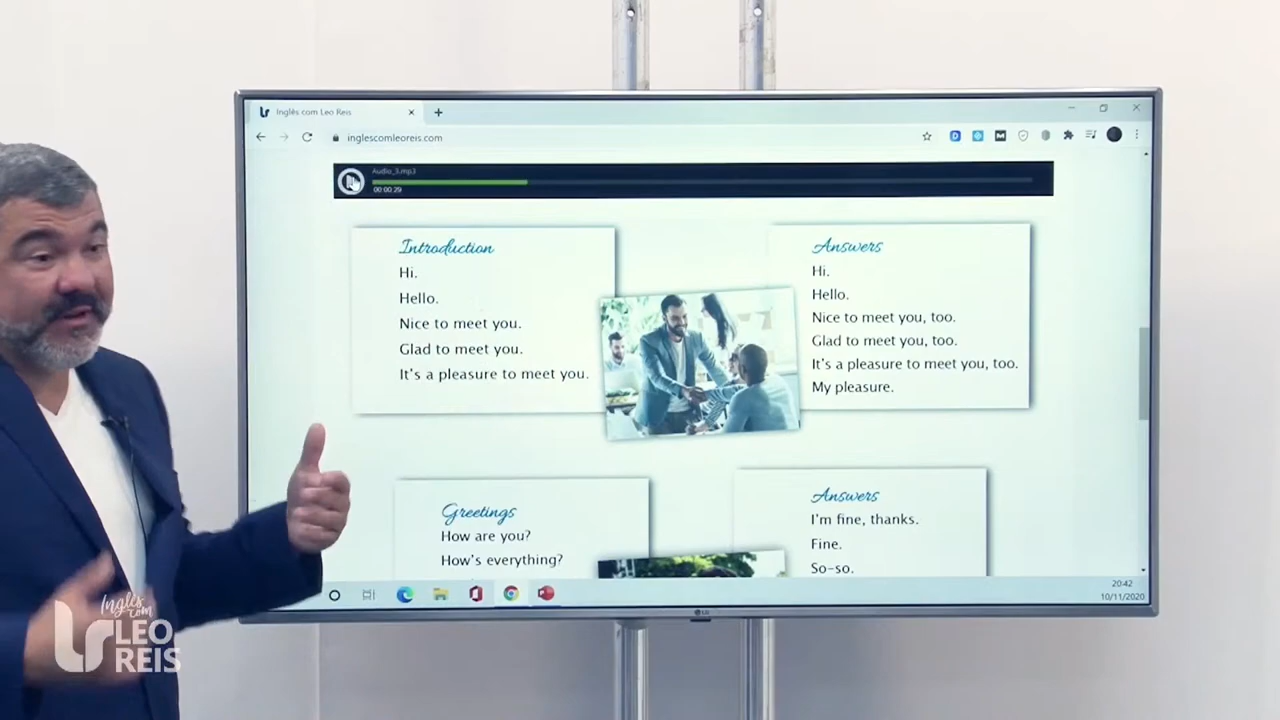 Inglês com Leo Reis
inglescomleoreis.com
Audio_3.mp3
00:00:29
Introduction
Hi.
Hello.
Nice to meet you.
Glad to meet you.
It's a pleasure to meet you.
Answers
Hi.
Hello.
Nice to meet you, too.
Glad to meet you, too.
It's a pleasure to meet you, too.
My pleasure.
Greetings
How are you?
How's everything?
Answers
I'm fine, thanks.
Fine.
So-so.
20:42
10/11/2020
LG
Inglês
com
LEO
REIS